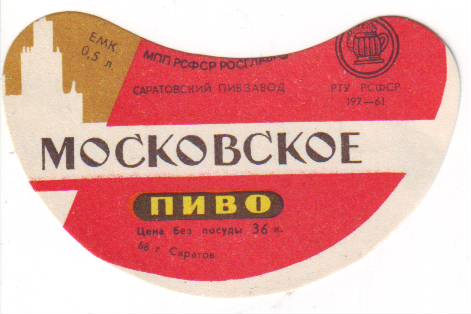 ЕМК.
0,5 л
МПП РСФСР РОСГЛАВПИВО
САРАТОВСКИЙ ПИВЗАВОД
РТУ РСФСР
197—61
МОСКОВСКОЕ
ПИВО
Цена без посуды 36 к.
66 г. Саратов